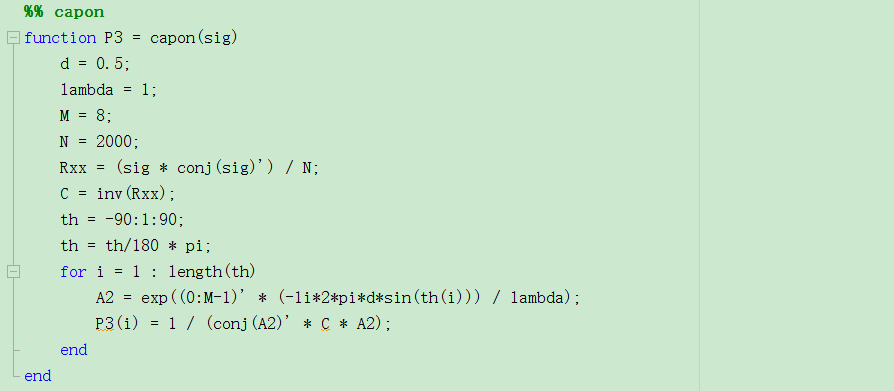 %% capon
function P3 = capon(sig)
d = 0.5;
lambda = 1;
M = 8;
N = 2000;
Rxx = (sig * conj(sig)') / N;
C = inv(Rxx);
th = -90:1:90;
th = th/180 * pi;
for i = 1 : length(th)
A2 = exp((0:M-1)' * (-1i*2*pi*d*sin(th(i))) / lambda);
P3(i) = 1 / (conj(A2)' * C * A2);
end
end